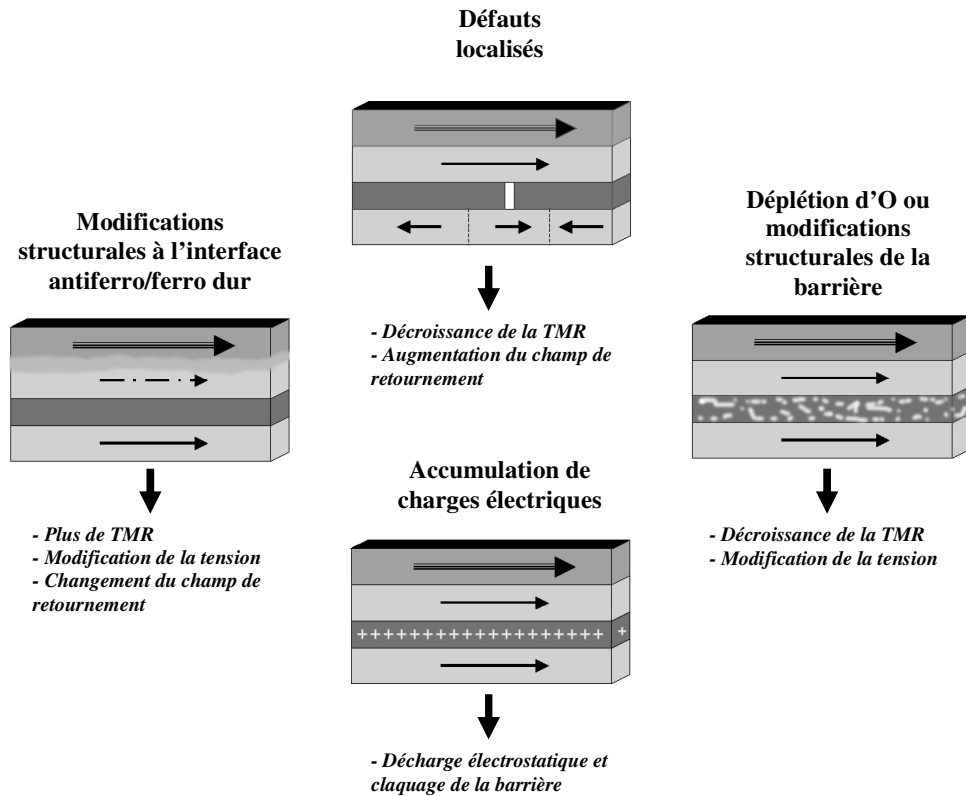 Défauts
localisés
Modifications
structurales à l'interface
antiferro/ferro dur
Déplétion d'O ou
modifications
structurales de la
barrière
- Décroissance de la TMR
- Augmentation du champ de
retournement
Accumulation de
charges électriques
- Plus de TMR
- Modification de la tension
- Changement du champ de
retournement
- Décroissance de la TMR
- Modification de la tension
++++++++++++++++++ +
- Décharge électrostatique et
claquage de la barrière